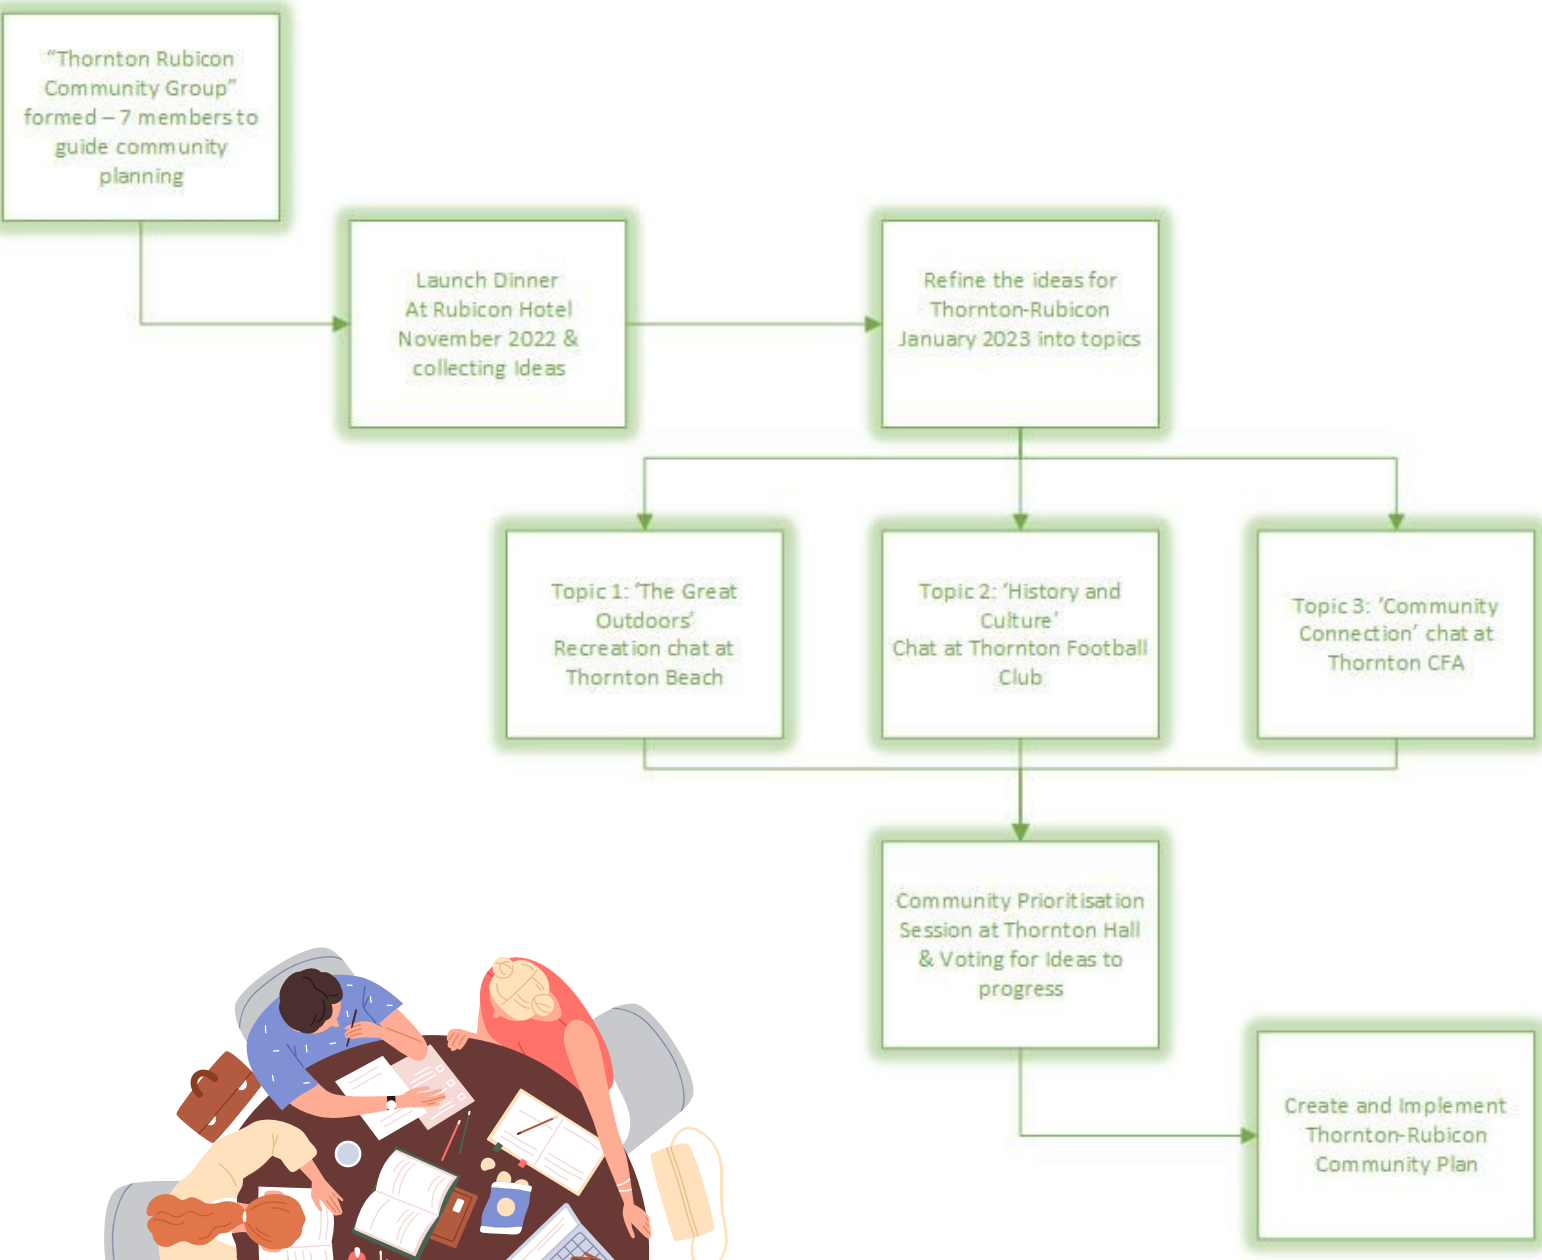 “Thornton Rubicon
Community Group”
formed – 7 members to
guide community
planning
Launch Dinner
At Rubicon Hotel
November 2022 &
collecting Ideas
Refine the ideas for
Thornton-Rubicon
January 2023 into topics
Topic 1: ‘The Great
Outdoors’
Recreation chat at
Thornton Beach
Topic 2: ‘History and
Culture’
Chat at Thornton Football
Club
Topic 3: ‘Community
Connection’ chat at
Thornton CFA
Community Prioritisation
Session at Thornton Hall
& Voting for Ideas to
progress
Create and Implement
Thornton-Rubicon
Community Plan